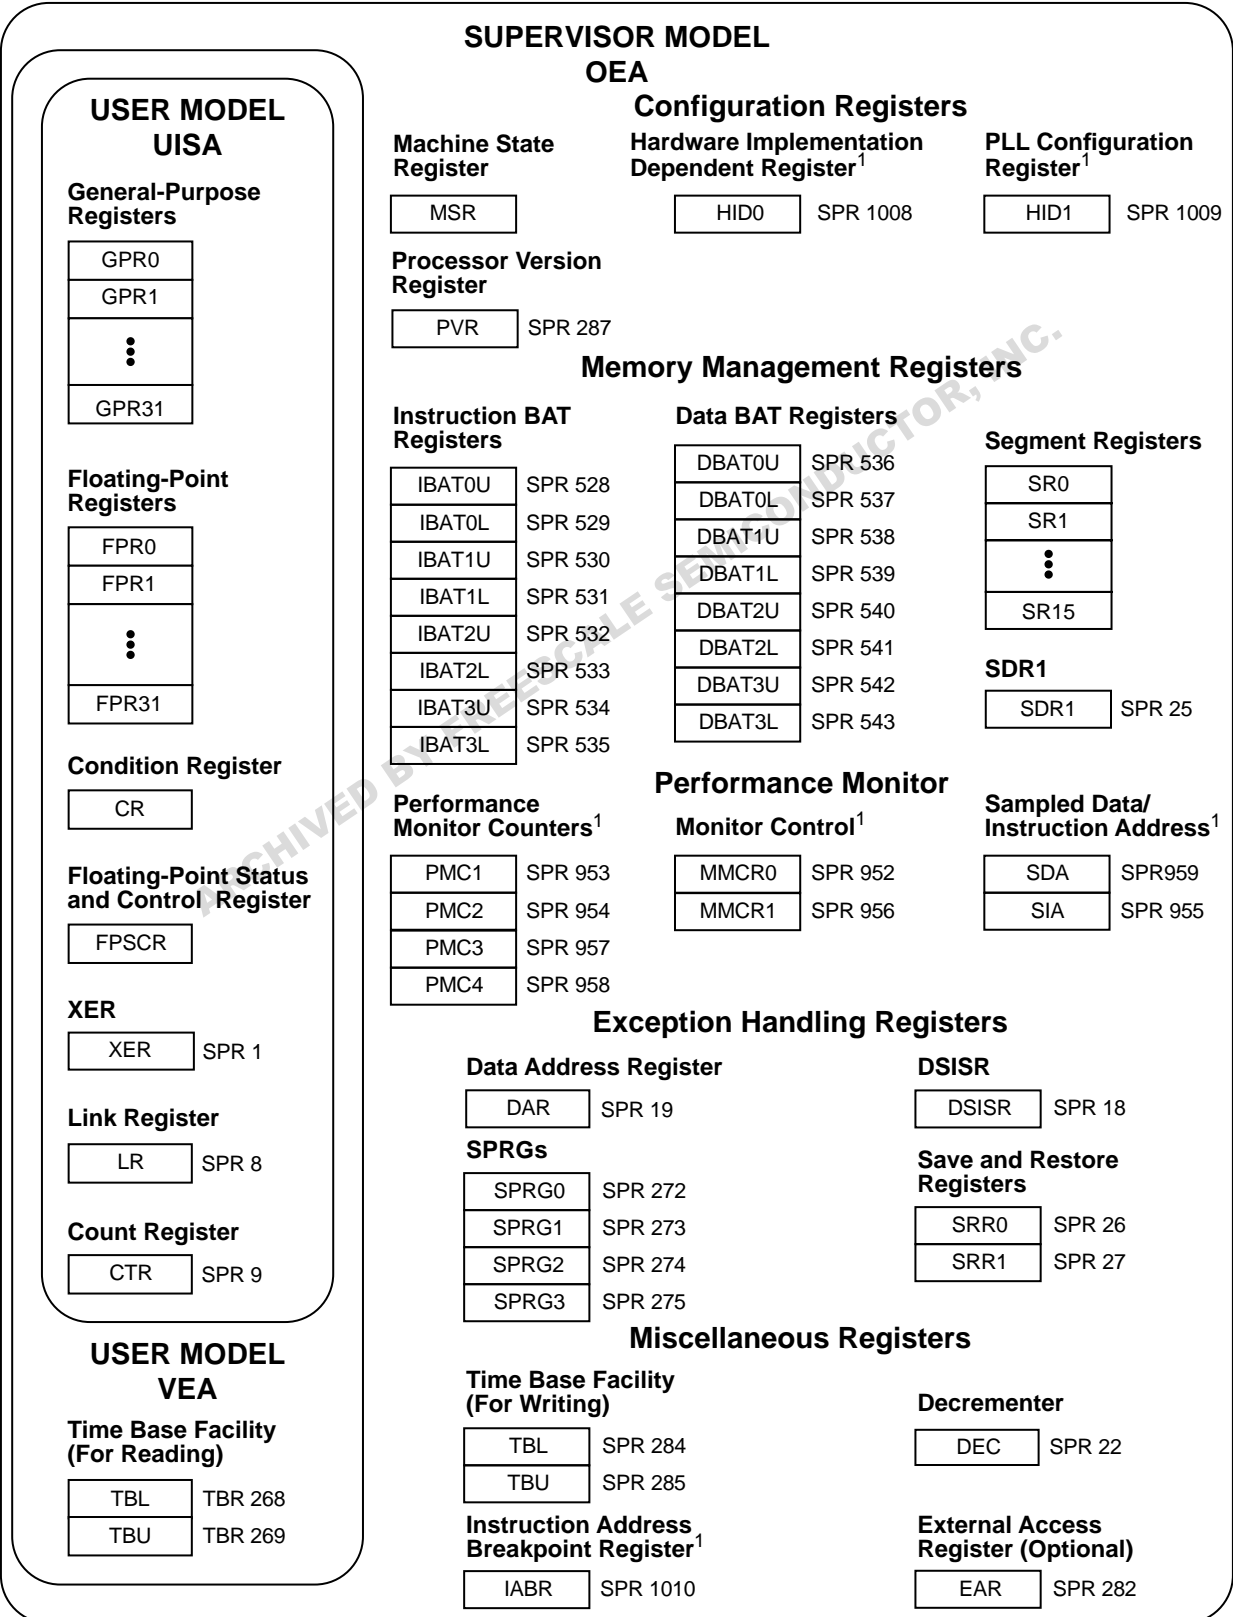 SUPERVISOR MODEL
OEA
USER MODEL
UISA
General-Purpose
Registers
GPR0
GPR1
GPR31
Floating-Point
Registers
FPR0
FPR1
FPR31
Condition Register
CR
Floating-Point Status
and Control Register
FPSCR
XER
XER SPR 1
Link Register
LR SPR 8
Count Register
CTR SPR 9
USER MODEL
VEA
Time Base Facility
(For Reading)
TBL TBR 268
TBU TBR 269
Configuration Registers
Machine State
Register
MSR
Hardware Implementation
Dependent Register1
HID0 SPR 1008
PLL Configuration
Register1
HID1 SPR 1009
Processor Version
Register
PVR SPR 287
Memory Management Registers
Instruction BAT
Registers
IBAT0U SPR 528
IBAT0L SPR 529
IBAT1U SPR 530
IBAT1L SPR 531
IBAT2U SPR 532
IBAT2L SPR 533
IBAT3U SPR 534
IBAT3L SPR 535
Data BAT Registers
DBAT0U SPR 536
DBAT0L SPR 537
DBAT1U SPR 538
DBAT1L SPR 539
DBAT2U SPR 540
DBAT2L SPR 541
DBAT3U SPR 542
DBAT3L SPR 543
Segment Registers
SR0
SR1
SR15
SDR1
SDR1 SPR 25
Performance Monitor
Performance
Monitor Counters1
PMC1 SPR 953
PMC2 SPR 954
PMC3 SPR 957
PMC4 SPR 958
Monitor Control1
MMCR0 SPR 952
MMCR1 SPR 956
Sampled Data/
Instruction Address1
SDA SPR959
SIA SPR 955
Exception Handling Registers
Data Address Register
DAR SPR 19
DSISR
DSISR SPR 18
SPRGs
SPRG0 SPR 272
SPRG1 SPR 273
SPRG2 SPR 274
SPRG3 SPR 275
Save and Restore
Registers
SRR0 SPR 26
SRR1 SPR 27
Miscellaneous Registers
Time Base Facility
(For Writing)
TBL SPR 284
TBU SPR 285
Decrementer
DEC SPR 22
Instruction Address
Breakpoint Register1
IABR SPR 1010
External Access
Register (Optional)
EAR SPR 282
ARCHIVED BY FREESCALE SEMICONDUCTOR, INC.